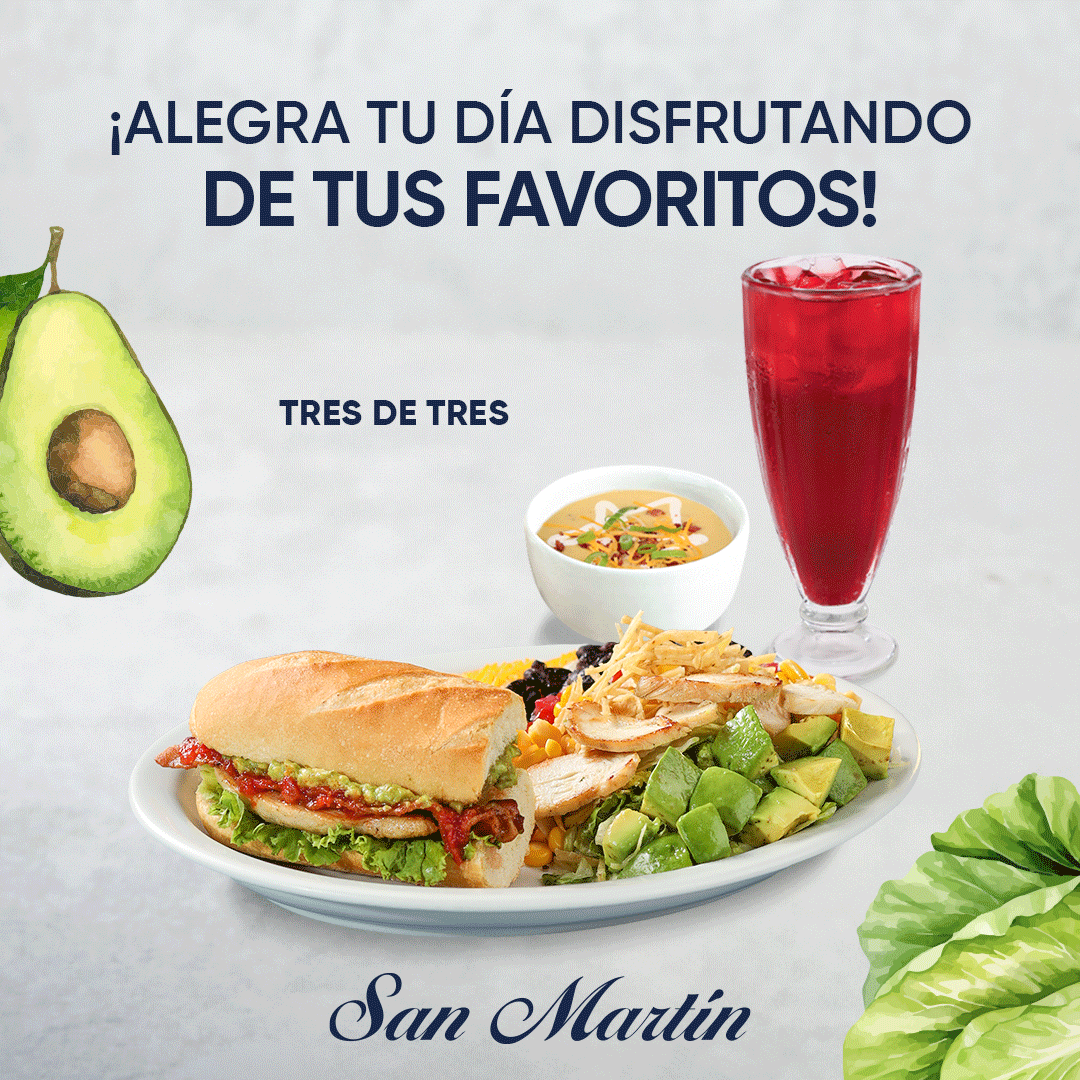 ¡ALEGRA TU DÍA DISFRUTANDO
DE TUS FAVORITOS!
TRES DE TRES
San Martín